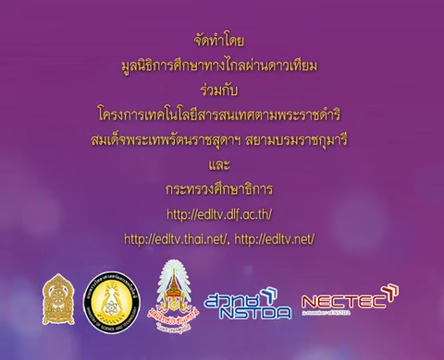 จัดทำโดย
มูลนิธิการศึกษาทางไกลผ่านดาวเทียม
ร่วมกับ
โครงการเทคโนโลยีสารสนเทศตามพระราชดำริ
สมเด็จพระเทพรัตนราชสุดาฯ สยามบรมราชกุมารี
และ
กระทรวงศึกษาธิการ
http://edltv.dlf.ac.th/
http://edltv.thai.net/, http://edltv.net/
สวทช NECTEC
NSTDA